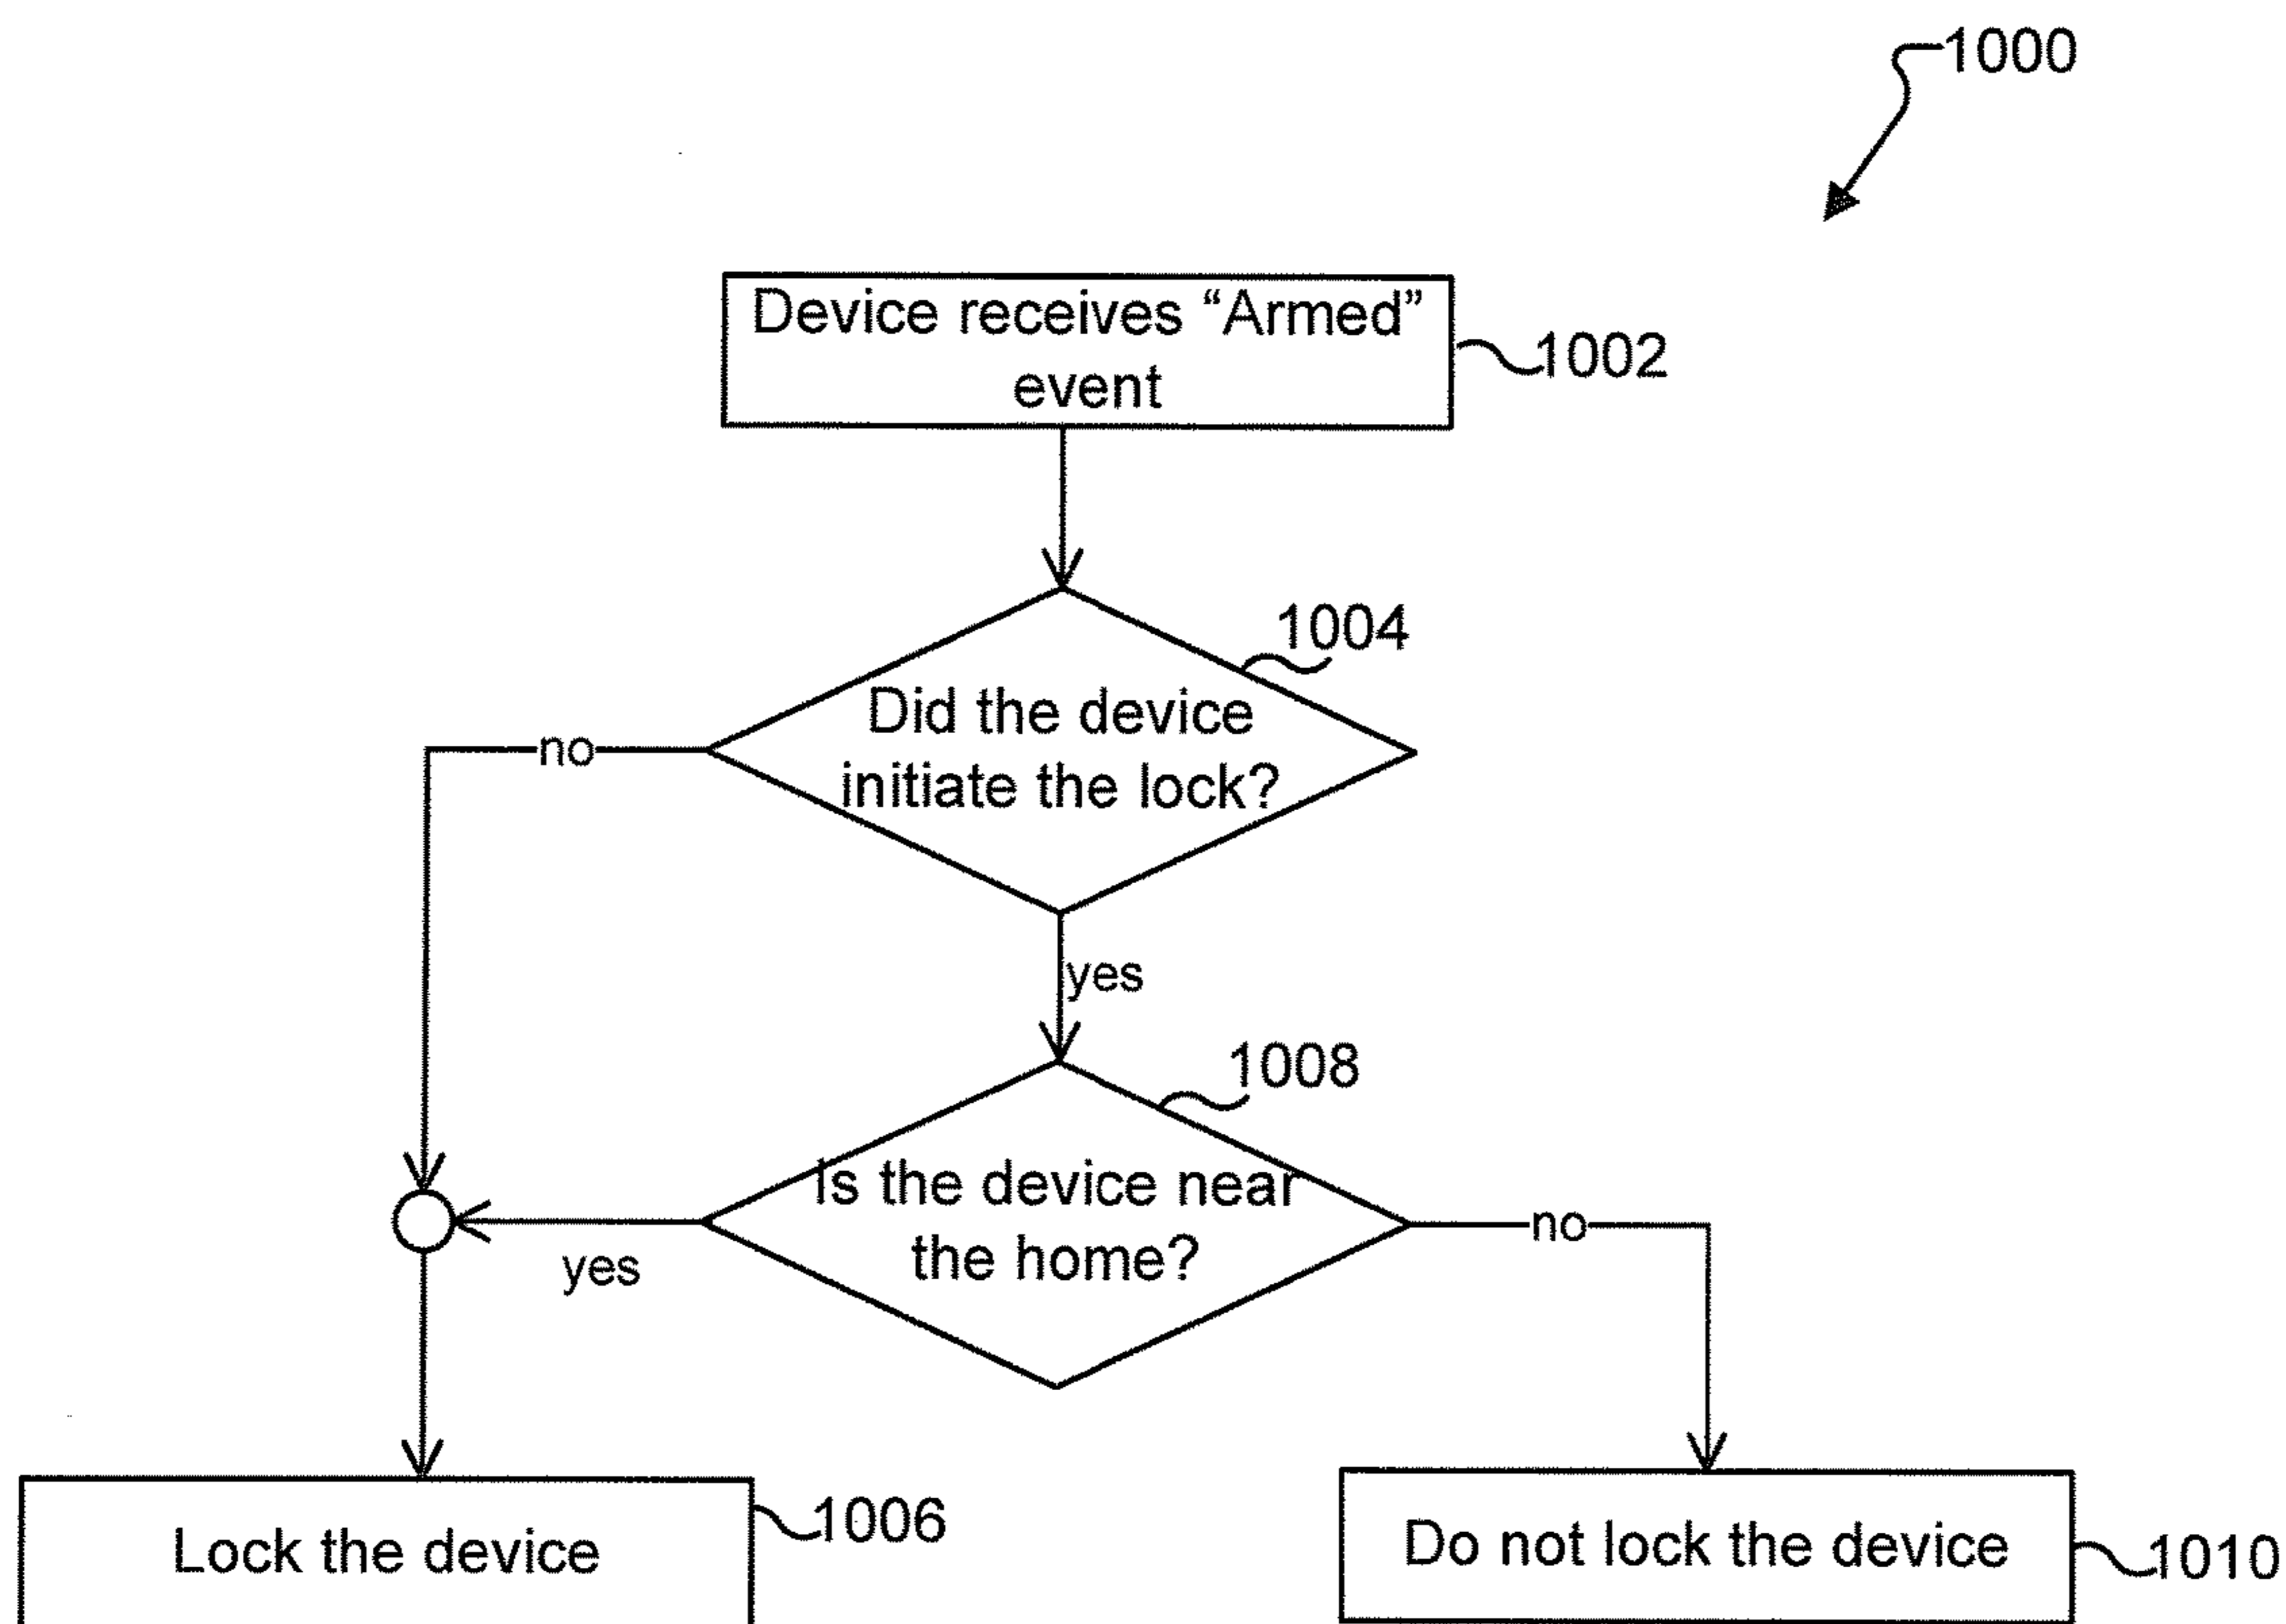 1000
Device receives “Armed”
event
1002
1004
Did the device
initiate the lock?
no
yes
1008
Is the device near
the home?
no
yes
Lock the device
1006
Do not lock the device
1010